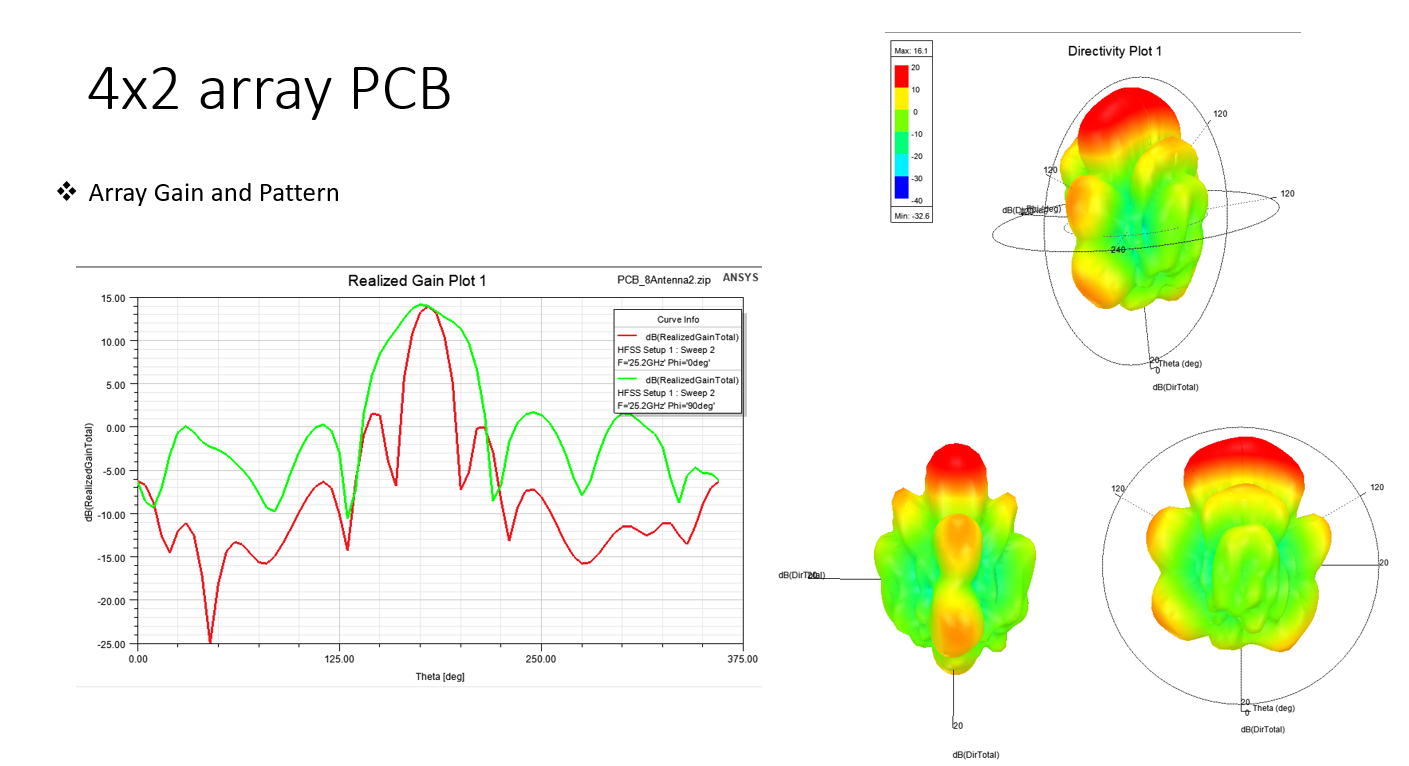 4x2 array PCB
❖ Array Gain and Pattern
Realized Gain Plot 1
PCB_8Antenna2.zip
ANSYS
Curve Info
dB(RealizedGainTotal)
HFSS Setup 1 : Sweep 2
F='25.2GHz' Phi='0deg'
dB(RealizedGainTotal)
HFSS Setup 1 : Sweep 2
F='25.2GHz' Phi='90deg'
dB(RealizedGainTotal)
15.00
10.00
5.00
0.00
-5.00
-10.00
-15.00
-20.00
-25.00
0.00
125.00
250.00
375.00
Theta [deg]
Directivity Plot 1
Max: 16.1
20
10
0
-10
-20
-30
-40
Min: -32.6
120
120
120
240
20
0
Theta (deg)
dB(DirTotal)
dB(DirTotal)
20
dB(DirTotal)
120
120
20
20
0
Theta (deg)
dB(DirTotal)